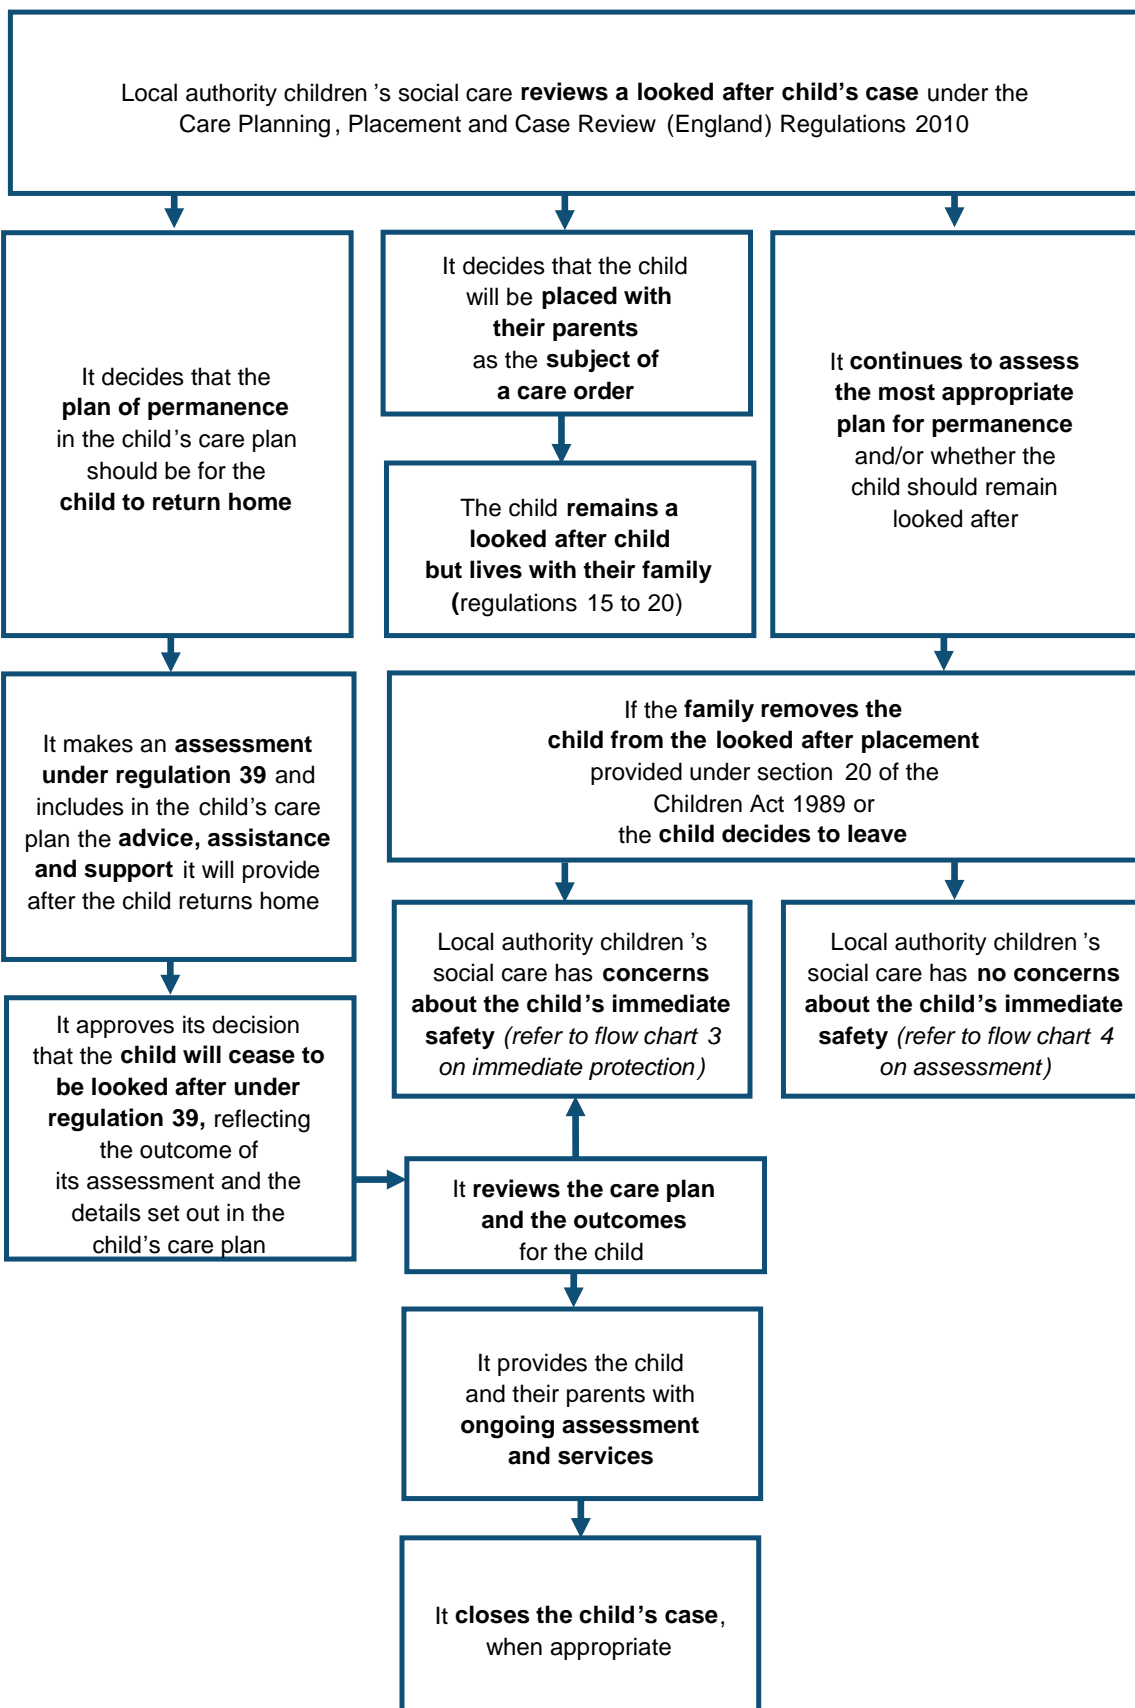 Local authority children's social care reviews a looked after child's case under the
Care Planning, Placement and Case Review (England) Regulations 2010
It decides that the
plan of permanence
in the child's care plan
should be for the
child to return home
It decides that the child
will be placed with
their parents
as the subject of
a care order
It continues to assess
the most appropriate
plan for permanence
and/or whether the
child should remain
looked after
The child remains a
looked after child
but lives with their family
(regulations 15 to 20)
It makes an assessment
under regulation 39 and
includes in the child's care
plan the advice, assistance
and support it will provide
after the child returns home
If the family removes the
child from the looked after placement
provided under section 20 of the
Children Act 1989 or
the child decides to leave
Local authority children's
social care has concerns
about the child's immediate
safety (refer to flow chart 3
on immediate protection)
Local authority children's
social care has no concerns
about the child's immediate
safety (refer to flow chart 4
on assessment)
It approves its decision
that the child will cease to
be looked after under
regulation 39, reflecting
the outcome of
its assessment and the
details set out in the
child's care plan
It reviews the care plan
and the outcomes
for the child
It provides the child
and their parents with
ongoing assessment
and services
It closes the child's case,
when appropriate